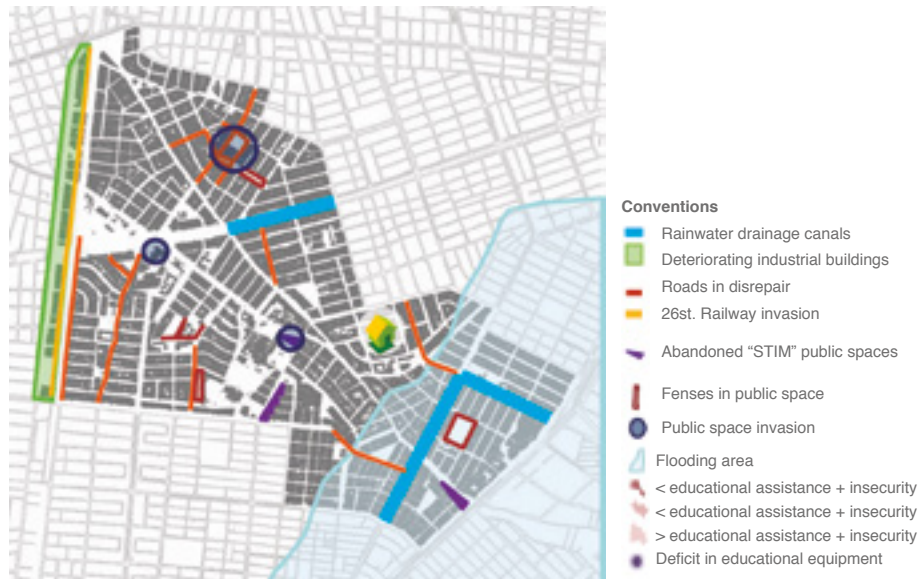 Conventions
Rainwater drainage canals
Deteriorating industrial buildings
Roads in disrepair
26st. Railway invasion
Abandoned "STIM" public spaces
Fenses in public space
Public space invasion
Flooding area
< educational assistance + insecurity
< educational assistance + insecurity
> educational assistance + insecurity
Deficit in educational equipment